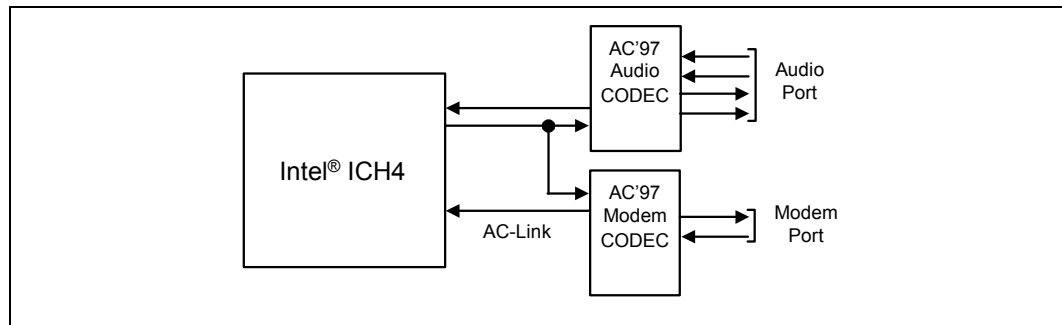 Intel® ICH4
AC'97
Audio
CODEC
Audio
Port
AC'97
Modem
CODEC
Modem
Port
AC-Link